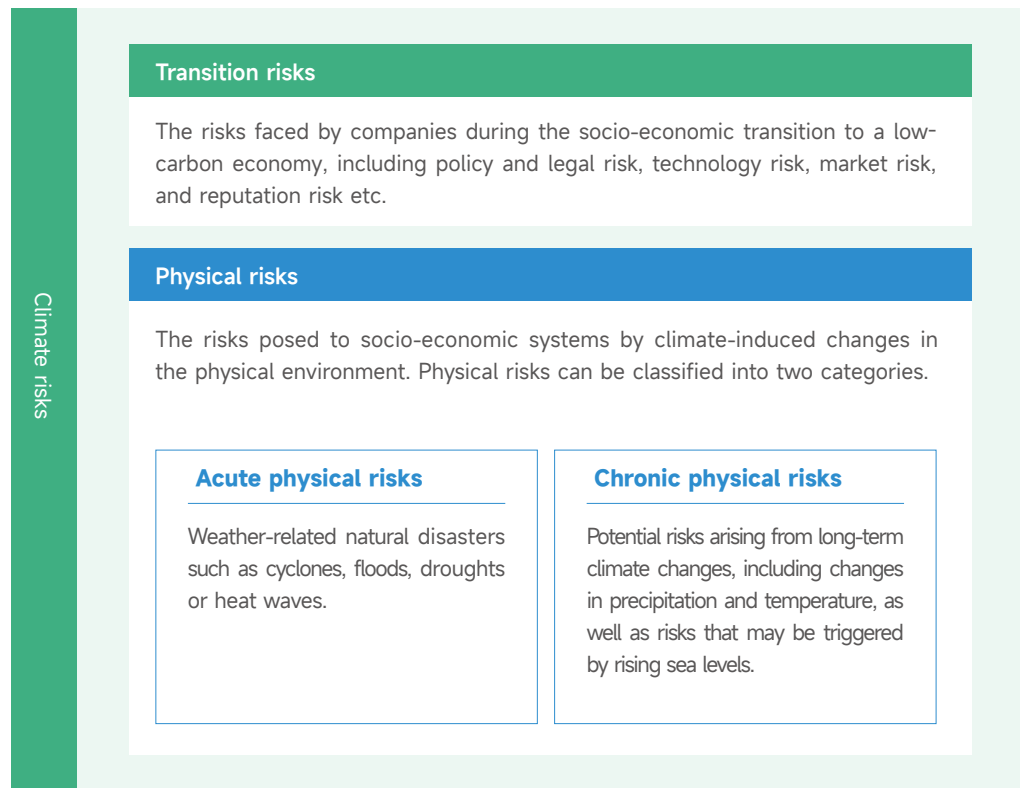 Climate risks
Transition risks
The risks faced by companies during the socio-economic transition to a low-
carbon economy, including policy and legal risk, technology risk, market risk,
and reputation risk etc.
Physical risks
The risks posed to socio-economic systems by climate-induced changes in
the physical environment. Physical risks can be classified into two categories.
Acute physical risks
Weather-related natural disasters
such as cyclones, floods, droughts
or heat waves.
Chronic physical risks
Potential risks arising from long-term
climate changes, including changes
in precipitation and temperature, as
well as risks that may be triggered
by rising sea levels.